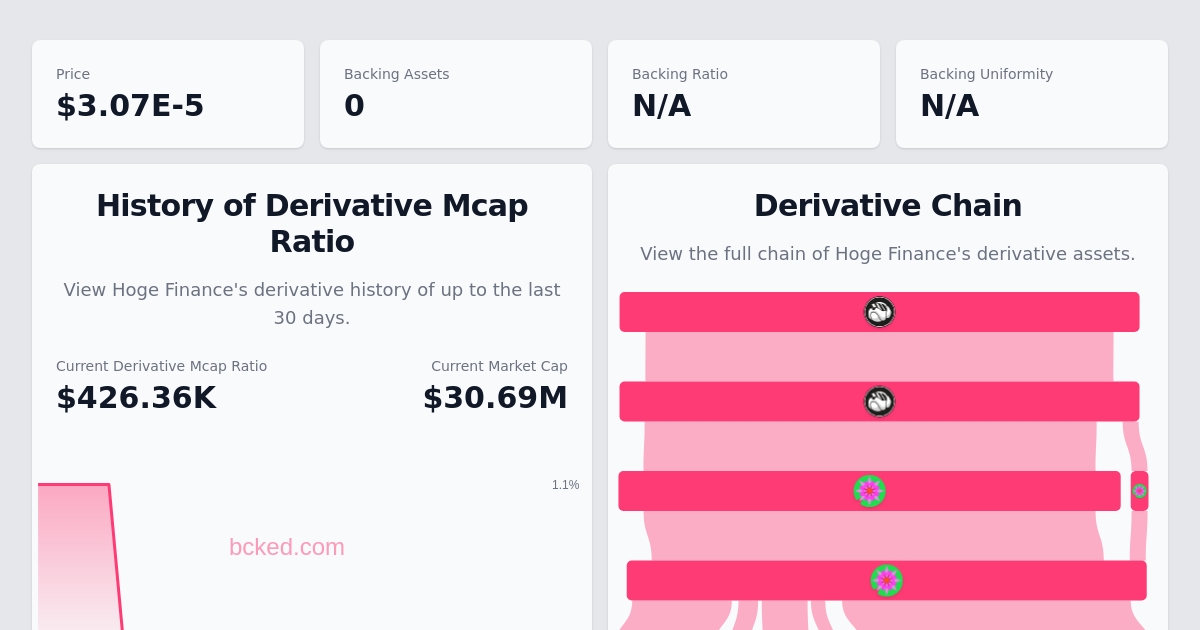 Price
$3.07E-5
Backing Assets
0
Backing Ratio
N/A
Backing Uniformity
N/A
History of Derivative Mcap
Ratio
View Hoge Finance's derivative history of up to the last
30 days.
Current Derivative Mcap Ratio
$426.36K
Current Market Cap
$30.69M
1.1%
bcked.com
Derivative Chain
View the full chain of Hoge Finance's derivative assets.